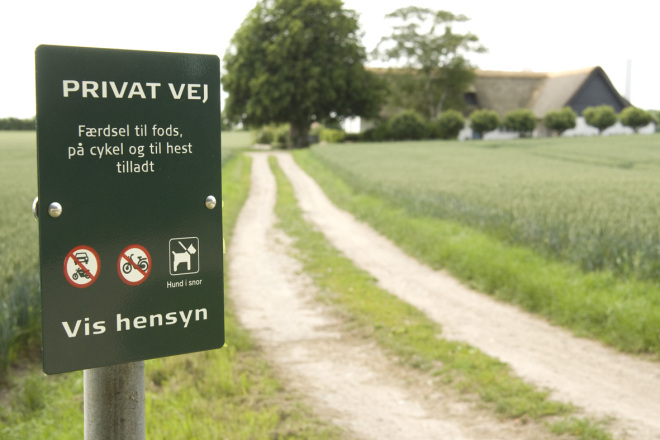 PRIVAT VEJ
Færdsel til fods,
på cykel og til hest
tilladt
Hund i snor
Vis hensyn